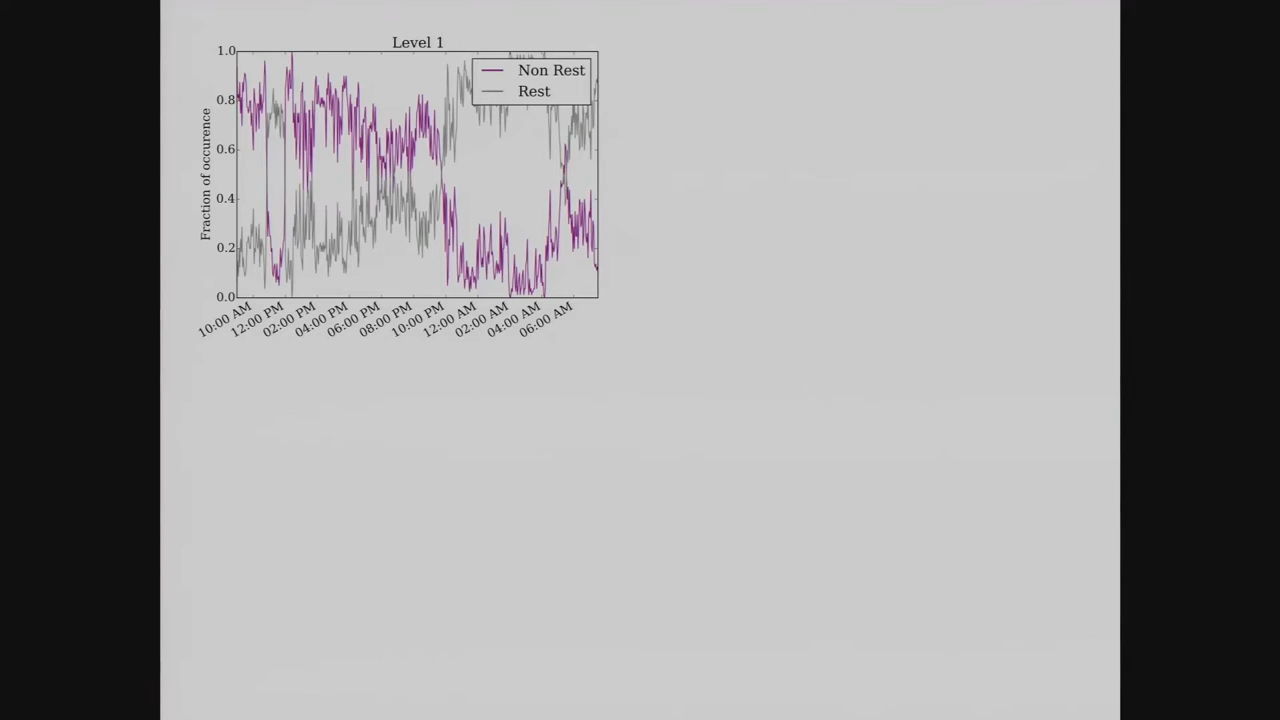 Level 1
1.0
Non Rest
Rest
0.8
0.6
0.4
0.2
0.0
Fraction of occurence
10:00 AM
12:00 PM
02:00 PM
04:00 PM
06:00 PM
08:00 PM
10:00 PM
12:00 AM
02:00 AM
04:00 AM
06:00 AM